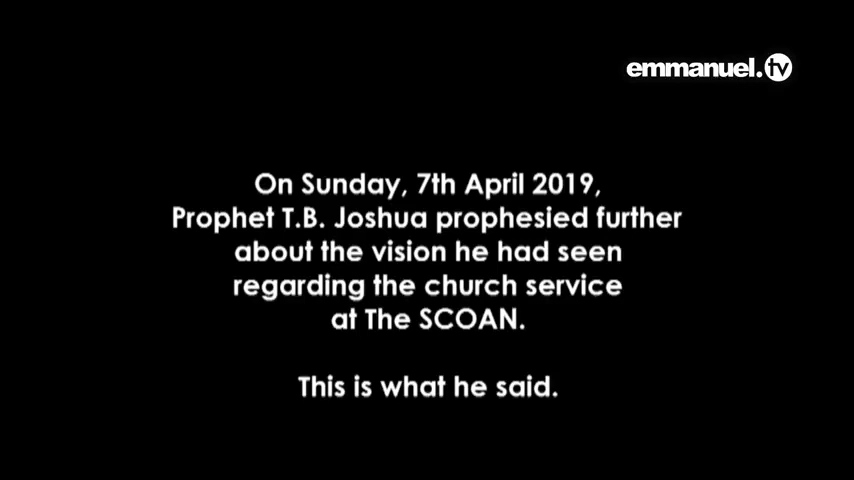 emmanuel.tv
On Sunday, 7th April 2019,
Prophet T.B. Joshua prophesied further
about the vision he had seen
regarding the church service
at The SCOAN.
This is what he said.